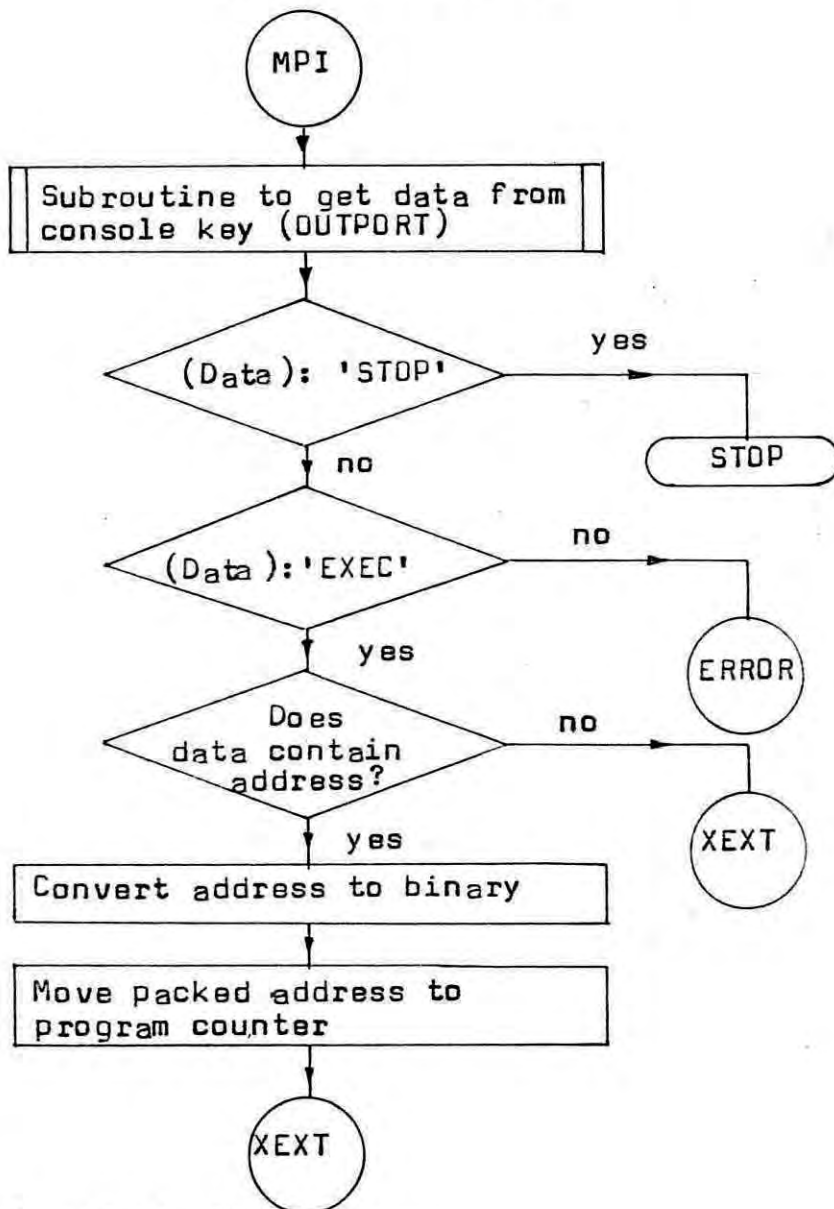 MPI
Subroutine to get data from
console key (OUTPORT)
(Data): 'STOP'
yes
STOP
no
(Data):'EXEC'
no
ERROR
yes
Does
data contain
address?
no
XEXT
yes
Convert address to binary
Move packed address to
program counter
XEXT